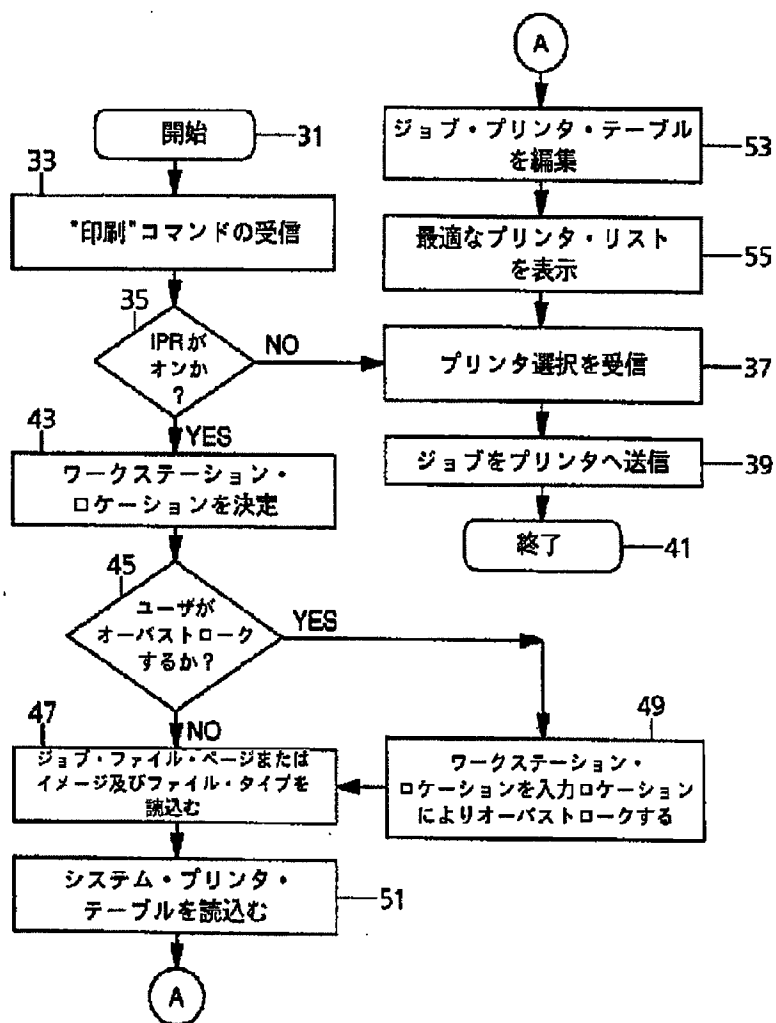 開始
31
33
"印刷"コマンドの受信
35
IPRが
オンか
?
NO
YES
43
ワークステーション・
ロケーションを決定
45
ユーザが
オーバストローク
するか?
YES
NO
47
ジョブ・ファイル・ページまたは
イメージ及びファイル・タイプを
読込む
49
ワークステーション・
ロケーションを入力ロケーション
によりオーバストロークする
システム・プリンタ・
テーブルを読込む
51
A
A
ジョブ・プリンタ・テーブル
を編集
53
最適なプリンタ・リスト
を表示
55
プリンタ選択を受信
37
ジョブをプリンタへ送信
39
終了
41